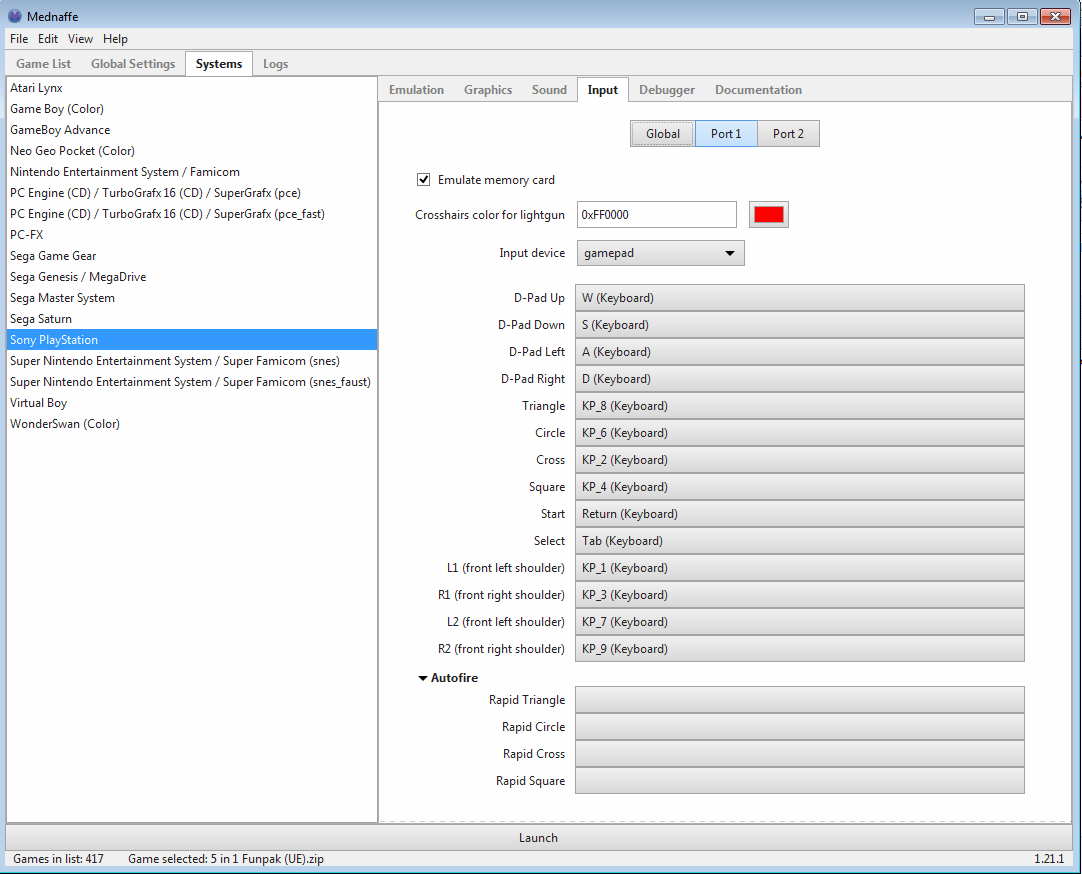 Mednaffe
File Edit View Help
Game List Global Settings Systems Logs
Atari Lynx
Game Boy (Color)
GameBoy Advance
Neo Geo Pocket (Color)
Nintendo Entertainment System / Famicom
PC Engine (CD) / TurboGrafx 16 (CD) / SuperGrafx (pce)
PC Engine (CD) / TurboGrafx 16 (CD) / SuperGrafx (pce_fast)
PC-FX
Sega Game Gear
Sega Genesis / MegaDrive
Sega Master System
Sega Saturn
Sony PlayStation
Super Nintendo Entertainment System / Super Famicom (snes)
Super Nintendo Entertainment System / Super Famicom (snes_faust)
Virtual Boy
WonderSwan (Color)
Emulation Graphics Sound Input Debugger Documentation
Global Port 1 Port 2
Emulate memory card
Crosshairs color for lightgun 0xFF0000
Input device gamepad
D-Pad Up W (Keyboard)
D-Pad Down S (Keyboard)
D-Pad Left A (Keyboard)
D-Pad Right D (Keyboard)
Triangle KP_8 (Keyboard)
Circle KP_6 (Keyboard)
Cross KP_2 (Keyboard)
Square KP_4 (Keyboard)
Start Return (Keyboard)
Select Tab (Keyboard)
L1 (front left shoulder) KP_1 (Keyboard)
R1 (front right shoulder) KP_3 (Keyboard)
L2 (front left shoulder) KP_7 (Keyboard)
R2 (front right shoulder) KP_9 (Keyboard)
Autofire
Rapid Triangle
Rapid Circle
Rapid Cross
Rapid Square
Launch
Games in list: 417 Game selected: 5 in 1 Funpak (UE).zip 1.21.1